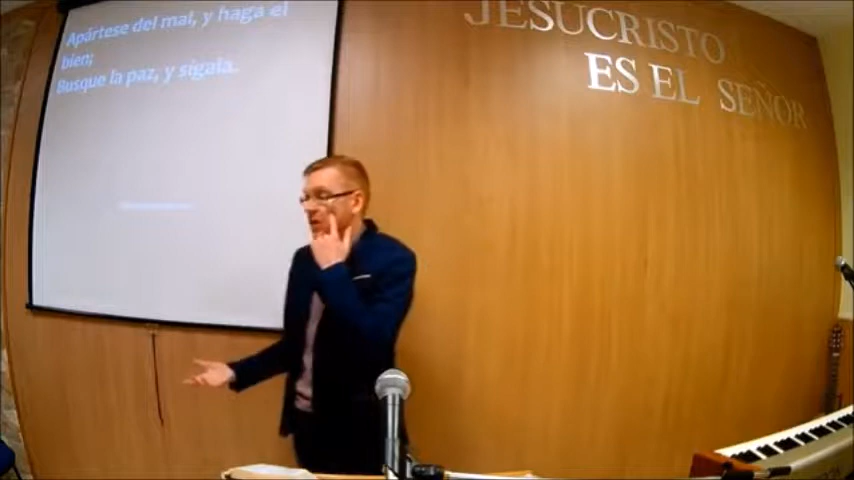 Apártese del mal, y haga el
bien;
Busque la paz, y sígala.
JESUCRISTO
ES EL SEÑOR